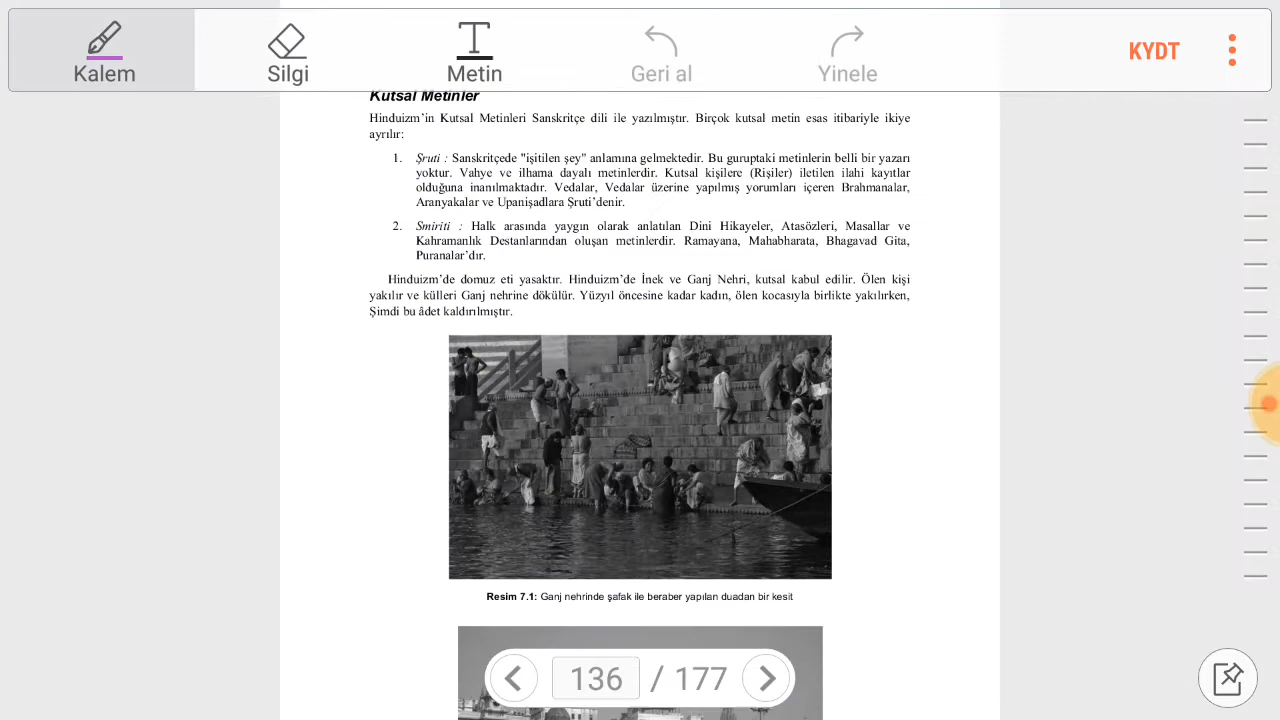 Kalem
Silgi
Metin
Geri al
Yinele
KYDT
Kutsal Metinler
Hinduizm'in Kutsal Metinleri Sanskritçe dili ile yazılmıştır. Birçok kutsal metin esas itibariyle ikiye
ayrılır:
1. Şruti : Sanskritçede "işitilen şey" anlamına gelmektedir. Bu guruptaki metinlerin belli bir yazarı
yoktur. Vahye ve ilhama dayalı metinlerdir. Kutsal kişilere (Rişiler) iletilen ilahi kayıtlar
olduğuna inanılmaktadır. Vedalar, Vedalar üzerine yapılmış yorumları içeren Brahmanalar,
Aranyakalar ve Upanişadlara Şruti'denir.
2. Smiriti : Halk arasında yaygın olarak anlatılan Dini Hikayeler, Atasözleri, Masallar ve
Kahramanlık Destanlarından oluşan metinlerdir. Ramayana, Mahabharata, Bhagavad Gita,
Puranalar'dır.
Hinduizm'de domuz eti yasaktır. Hinduizm'de İnek ve Ganj Nehri, kutsal kabul edilir. Ölen kişi
yakılır ve külleri Ganj nehrine dökülür. Yüzyıl öncesine kadar kadın, ölen kocasıyla birlikte yakılırken,
Şimdi bu âdet kaldırılmıştır.
Resim 7.1: Ganj nehrinde şafak ile beraber yapılan duadan bir kesit
136 / 177